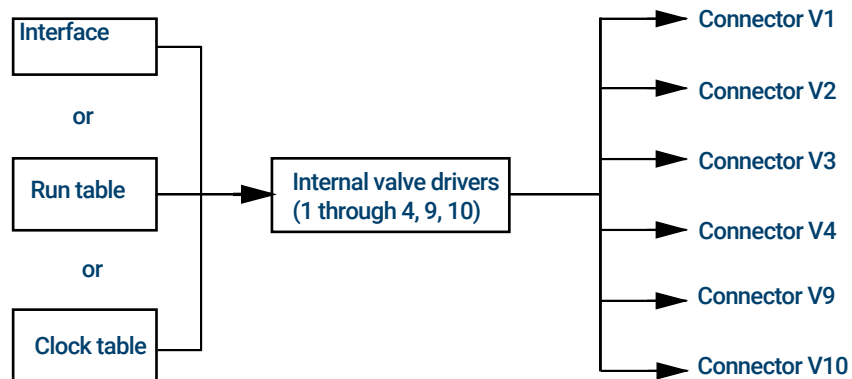 Interface
or
Run table
or
Clock table
Internal valve drivers
(1 through 4, 9, 10)
Connector V1
Connector V2
Connector V3
Connector V4
Connector V9
Connector V10